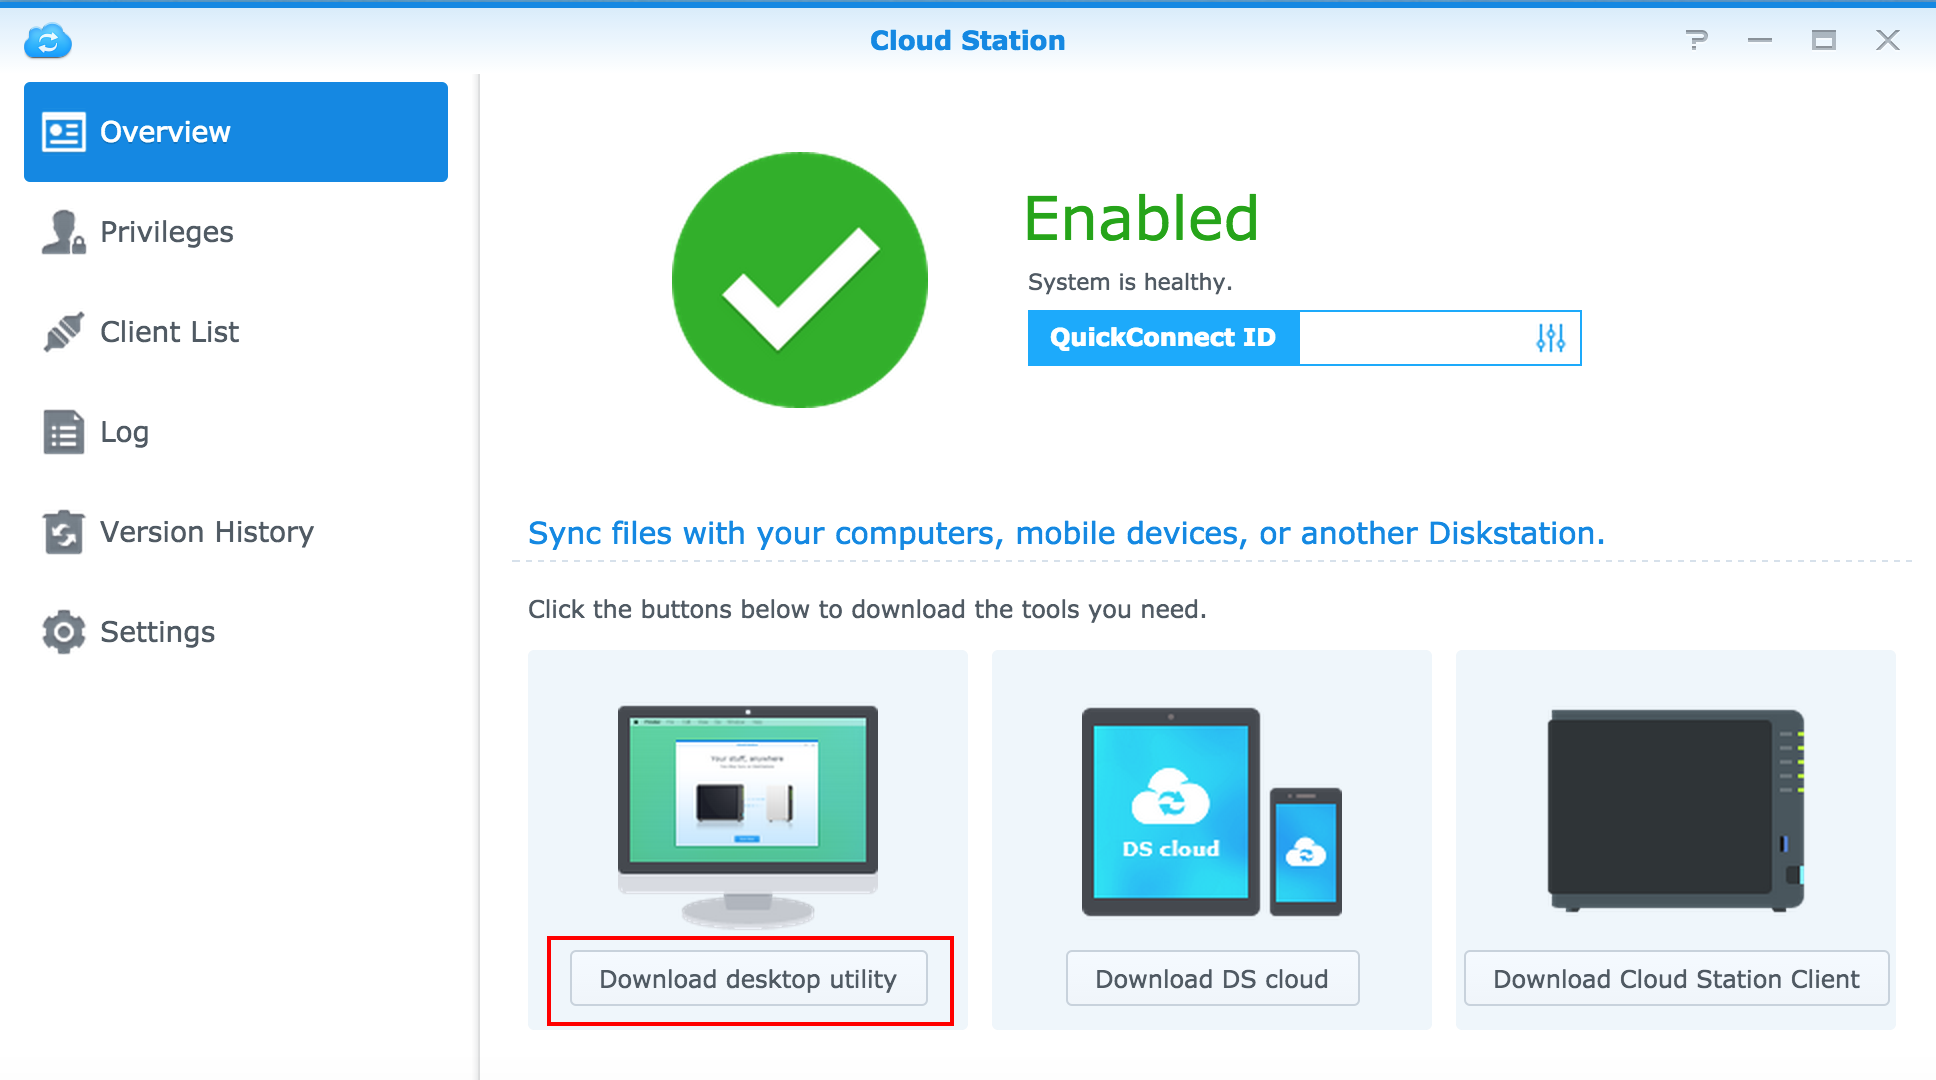 Cloud Station
Overview
Privileges
Client List
Log
Version History
Settings
Enabled
System is healthy.
QuickConnect ID
Sync files with your computers, mobile devices, or another Diskstation.
Click the buttons below to download the tools you need.
Your stuff, anywhere
DS cloud
Download desktop utility
Download DS cloud
Download Cloud Station Client